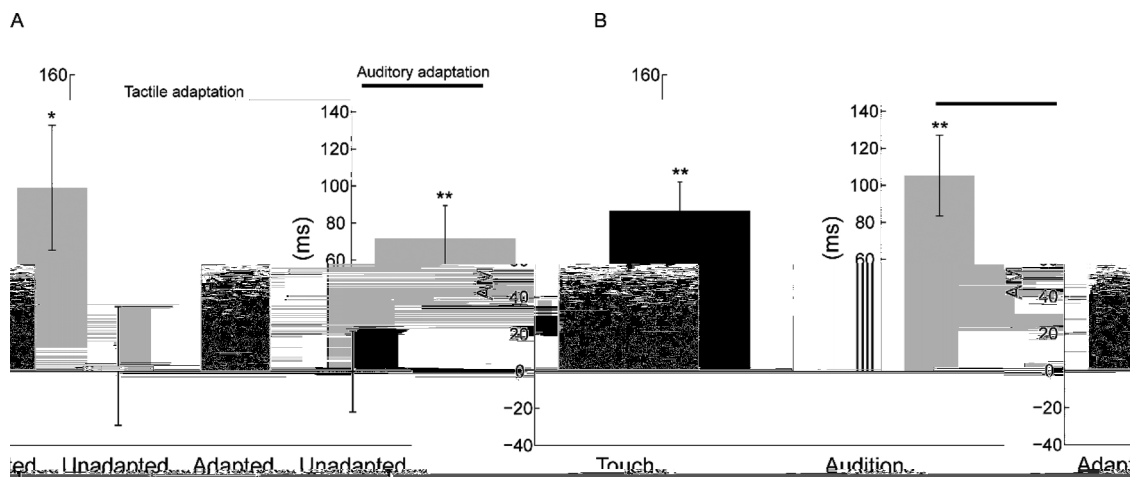 A
B
160
160
Auditory adaptation
Tactile adaptation
140
140
*
120
**
120
100
**
**
100
80
80
(ms)
(ms)
60
60
40
40
20
20
0
0
−20
−20
−40
−40
Unadapted
Adapted
Unadapted
Touch
Audition